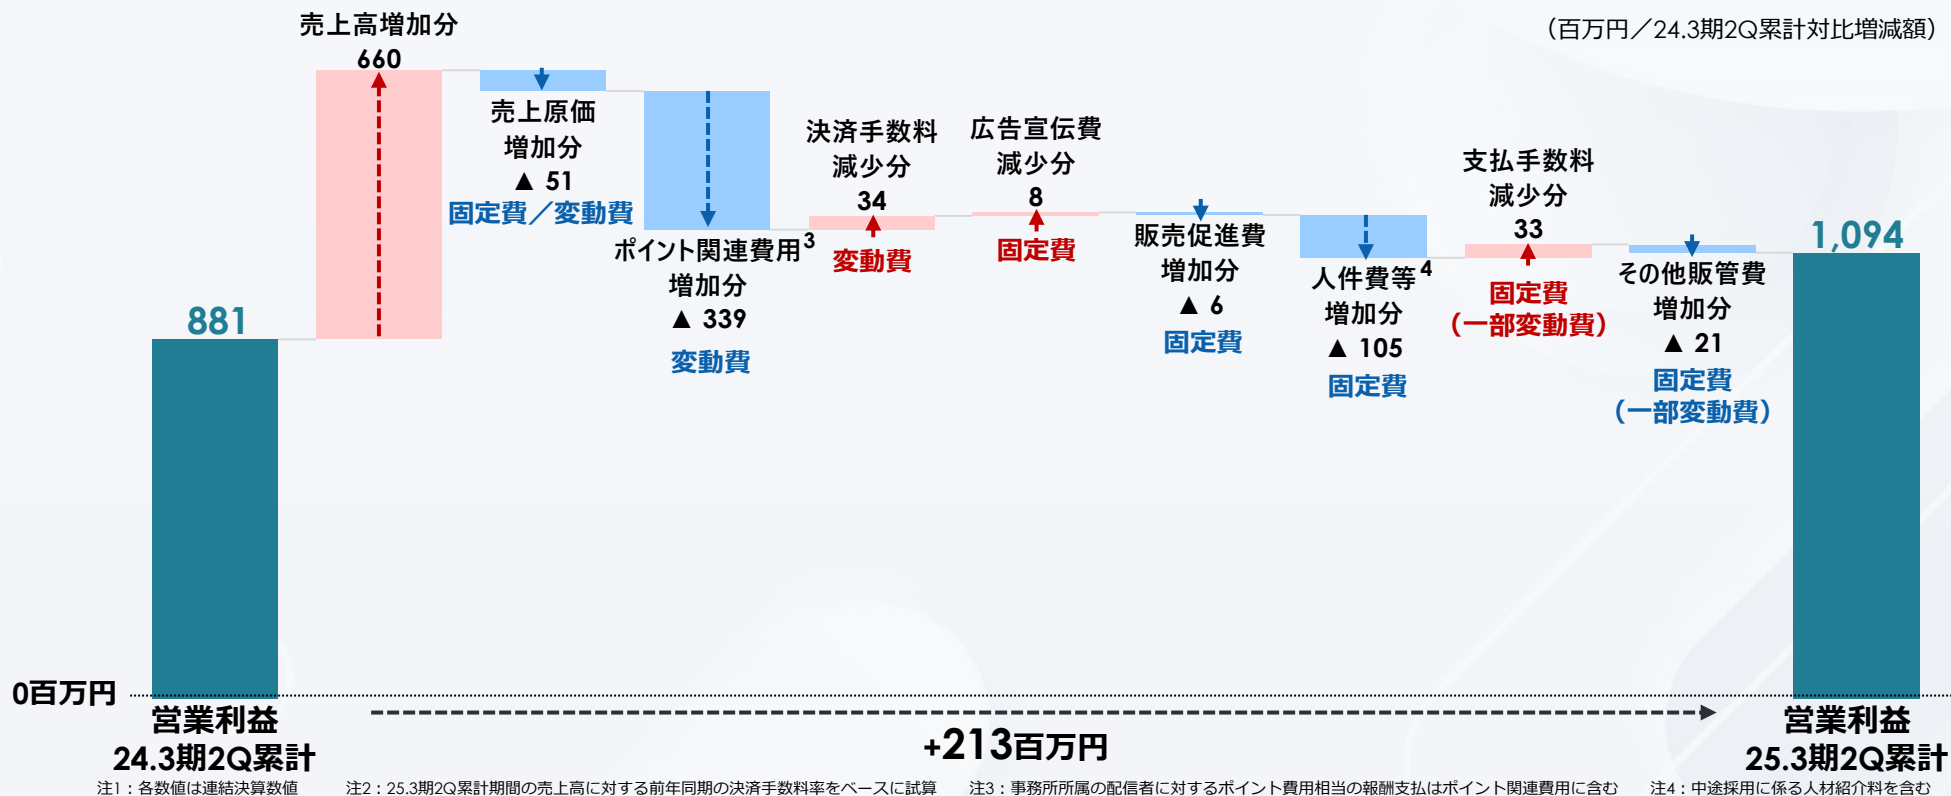 （百万円／24.3期2Q累計対比増減額）
売上高増加分
660
売上原価
増加分
▲ 51
固定費／変動費
ポイント関連費用3
増加分
▲ 339
変動費
決済手数料
減少分
34
変動費
広告宣伝費
減少分
8
固定費
販売促進費
増加分
▲ 6
固定費
人件費等4
増加分
▲ 105
固定費
支払手数料
減少分
33
固定費
（一部変動費）
その他販管費
増加分
▲ 21
固定費
（一部変動費）
881
1,094
0百万円
営業利益
24.3期2Q累計
+213百万円
営業利益
25.3期2Q累計
注1：各数値は連結決算数値
注2：25.3期2Q累計期間の売上高に対する前年同期の決済手数料率をベースに試算
注3：事務所所属の配信者に対するポイント費用相当の報酬支払はポイント関連費用に含む
注4：中途採用に係る人材紹介料を含む